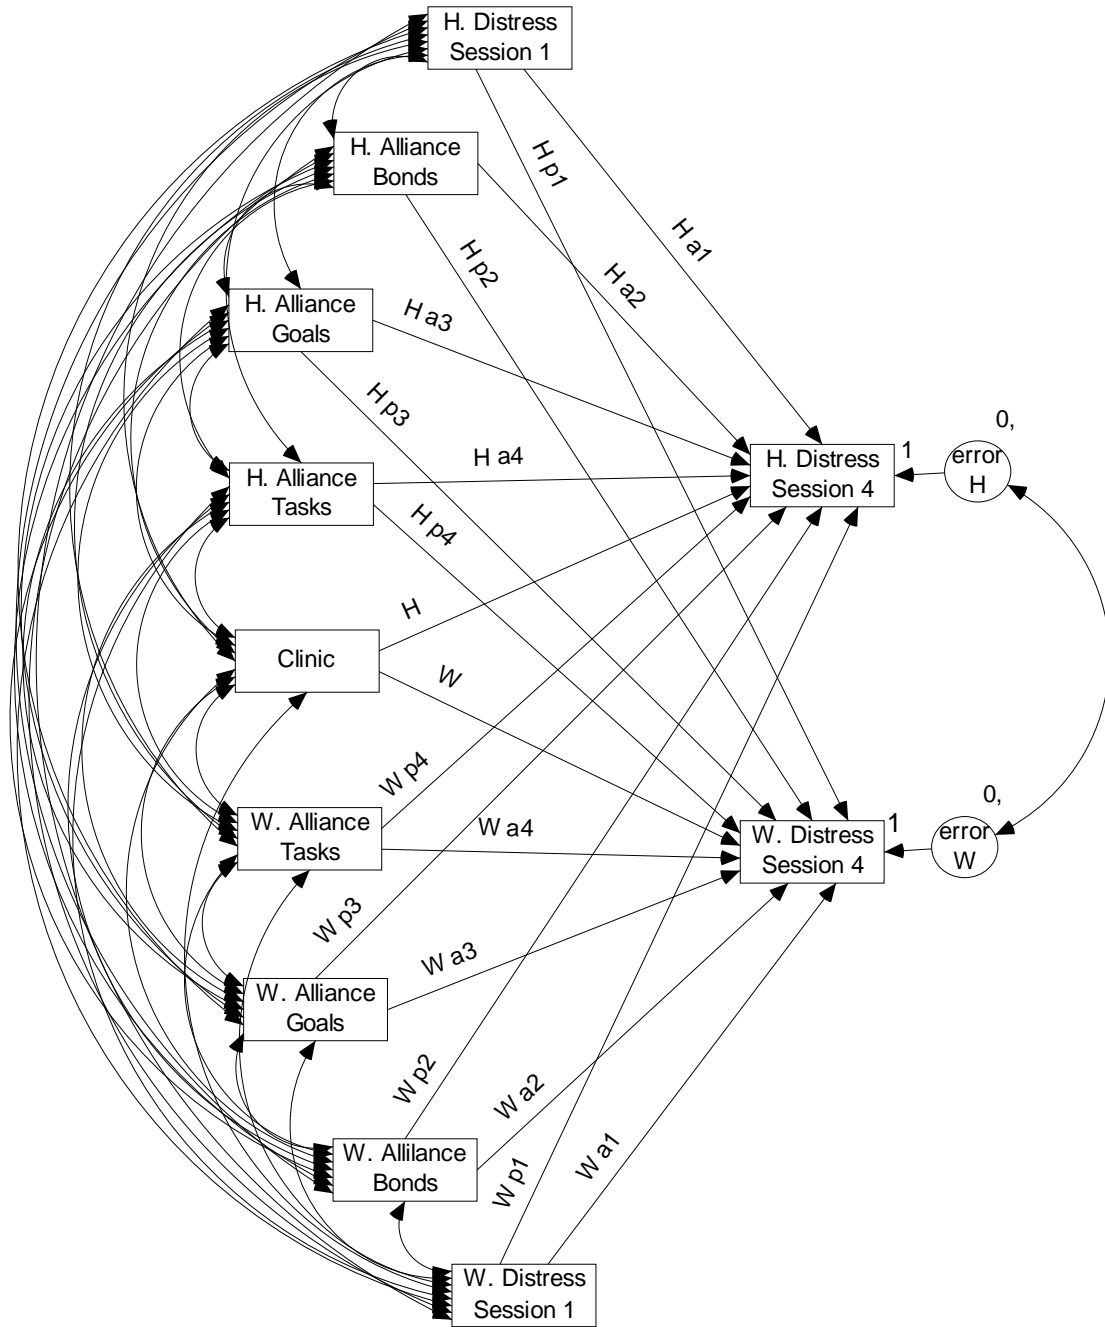 H. Distress
Session 1
H. Alliance
Bonds
H p1
H a1
H p2
H a2
H. Alliance
Goals
H a3
H p3
H. Alliance
Tasks
H a4
H p4
0,
1
H. Distress
Session 4
error
H
H
Clinic
W
W p4
W. Alliance
Tasks
W a4
0,
1
W. Distress
Session 4
error
W
W p3
W a3
W. Alliance
Goals
W p2
W a2
W. Allilance
Bonds
W p1
W a1
W. Distress
Session 1